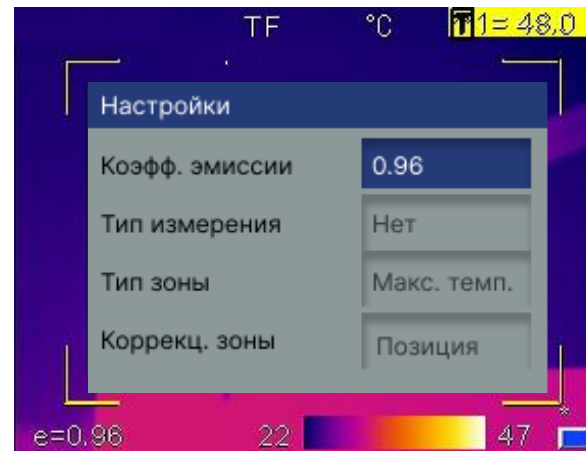 TF °C T1= 48,0
Настройки
Коэфф. эмиссии 0.96
Тип измерения Нет
Тип зоны Макс. темп.
Коррекц. зоны Позиция
e=0.96 22 47 *